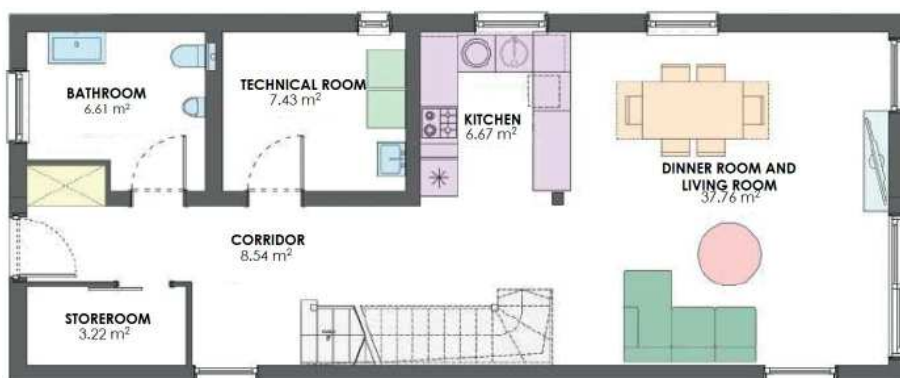 BATHROOM
6.61 m²
TECHNICAL ROOM
7.43 m²
KITCHEN
6.67 m²
DINNER ROOM AND
LIVING ROOM
37.76 m²
CORRIDOR
8.54 m²
STOREROOM
3.22 m²